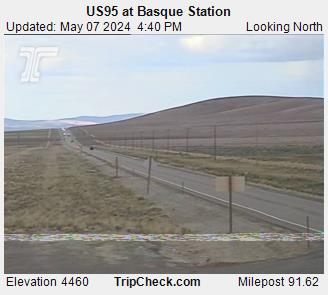 US95 at Basque Station
Updated: May 07 2024 4:40 PM Looking North
Elevation 4460 TripCheck.com Milepost 91.62